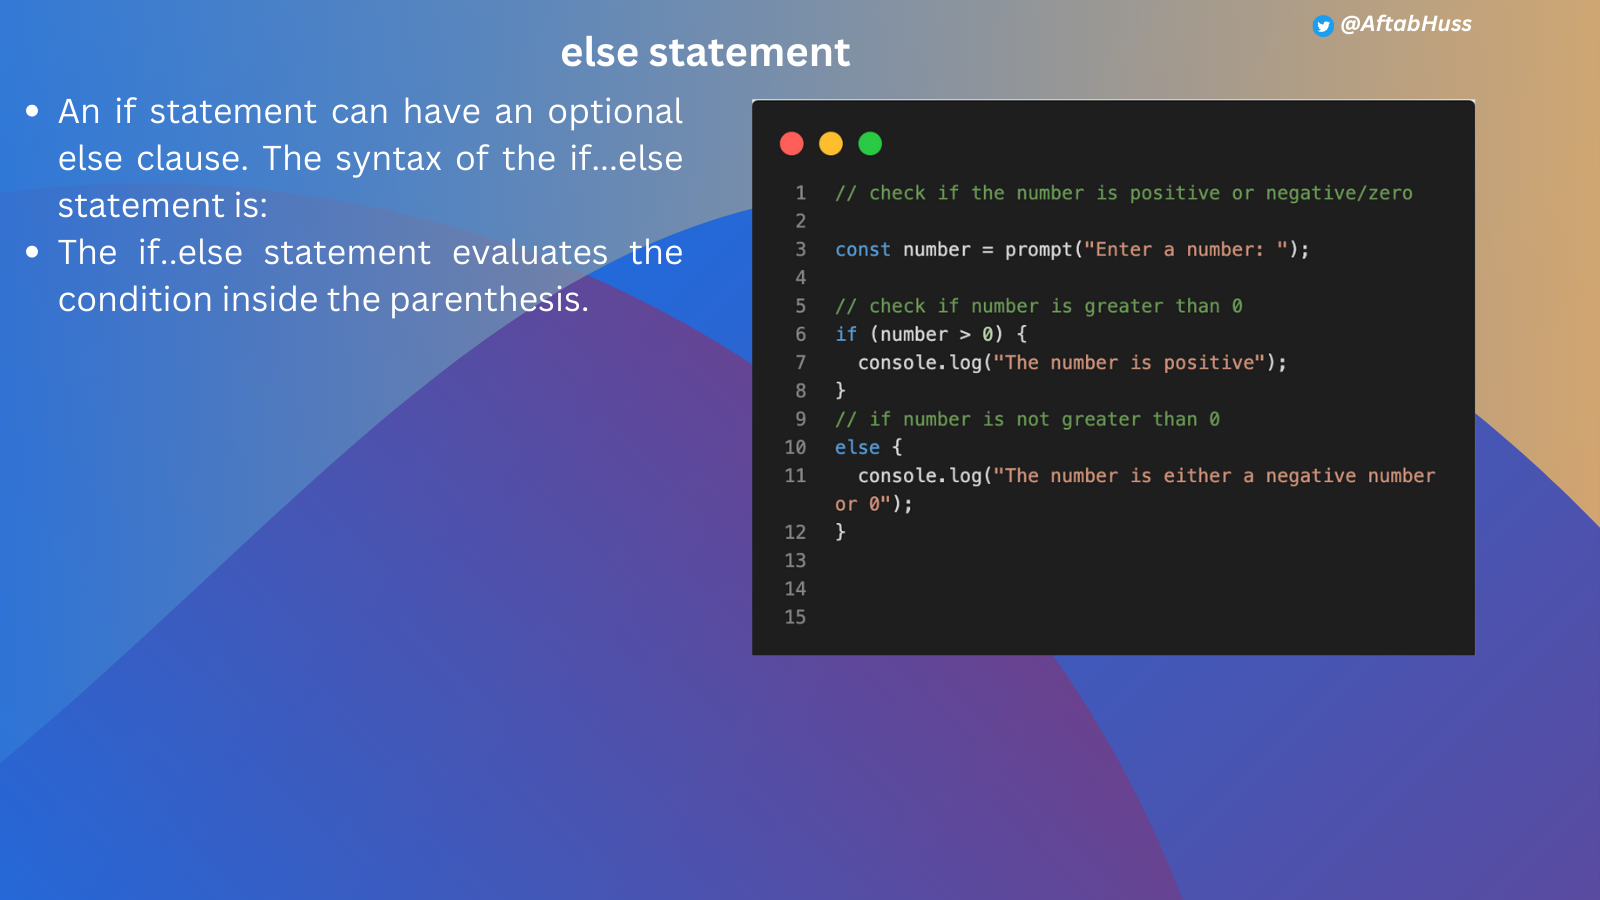 @AftabHuss
else statement
• An if statement can have an optional
else clause. The syntax of the if...else
statement is:
• The if..else statement evaluates the
condition inside the parenthesis.
1 // check if the number is positive or negative/zero
2
3 const number = prompt("Enter a number: ");
4
5 // check if number is greater than 0
6 if (number > 0) {
7   console.log("The number is positive");
8 }
9 // if number is not greater than 0
10 else {
11   console.log("The number is either a negative number
or 0");
12 }
13
14
15